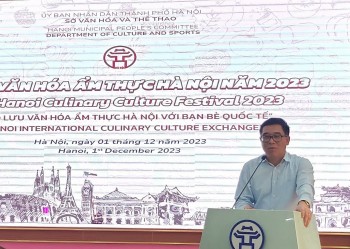 ỦY BAN NHÂN DÂN THÀNH PHỐ HÀ NỘI
SỞ VĂN HÓA VÀ THỂ THAO
HANOI MUNICIPAL PEOPLE'S COMMITTEE
DEPARTMENT OF CULTURE AND SPORTS
VĂN HÓA ẨM THỰC HÀ NỘI NĂM 2023
Hanoi Culinary Culture Festival 2023
LƯU VĂN HÓA ẨM THỰC HÀ NỘI VỚI BẠN BÈ QUỐC TẾ"
NOI INTERNATIONAL CULINARY CULTURE EXCHANGE
Hà Nội, ngày 01 tháng 12 năm 2023
Hanoi, 1st December 2023